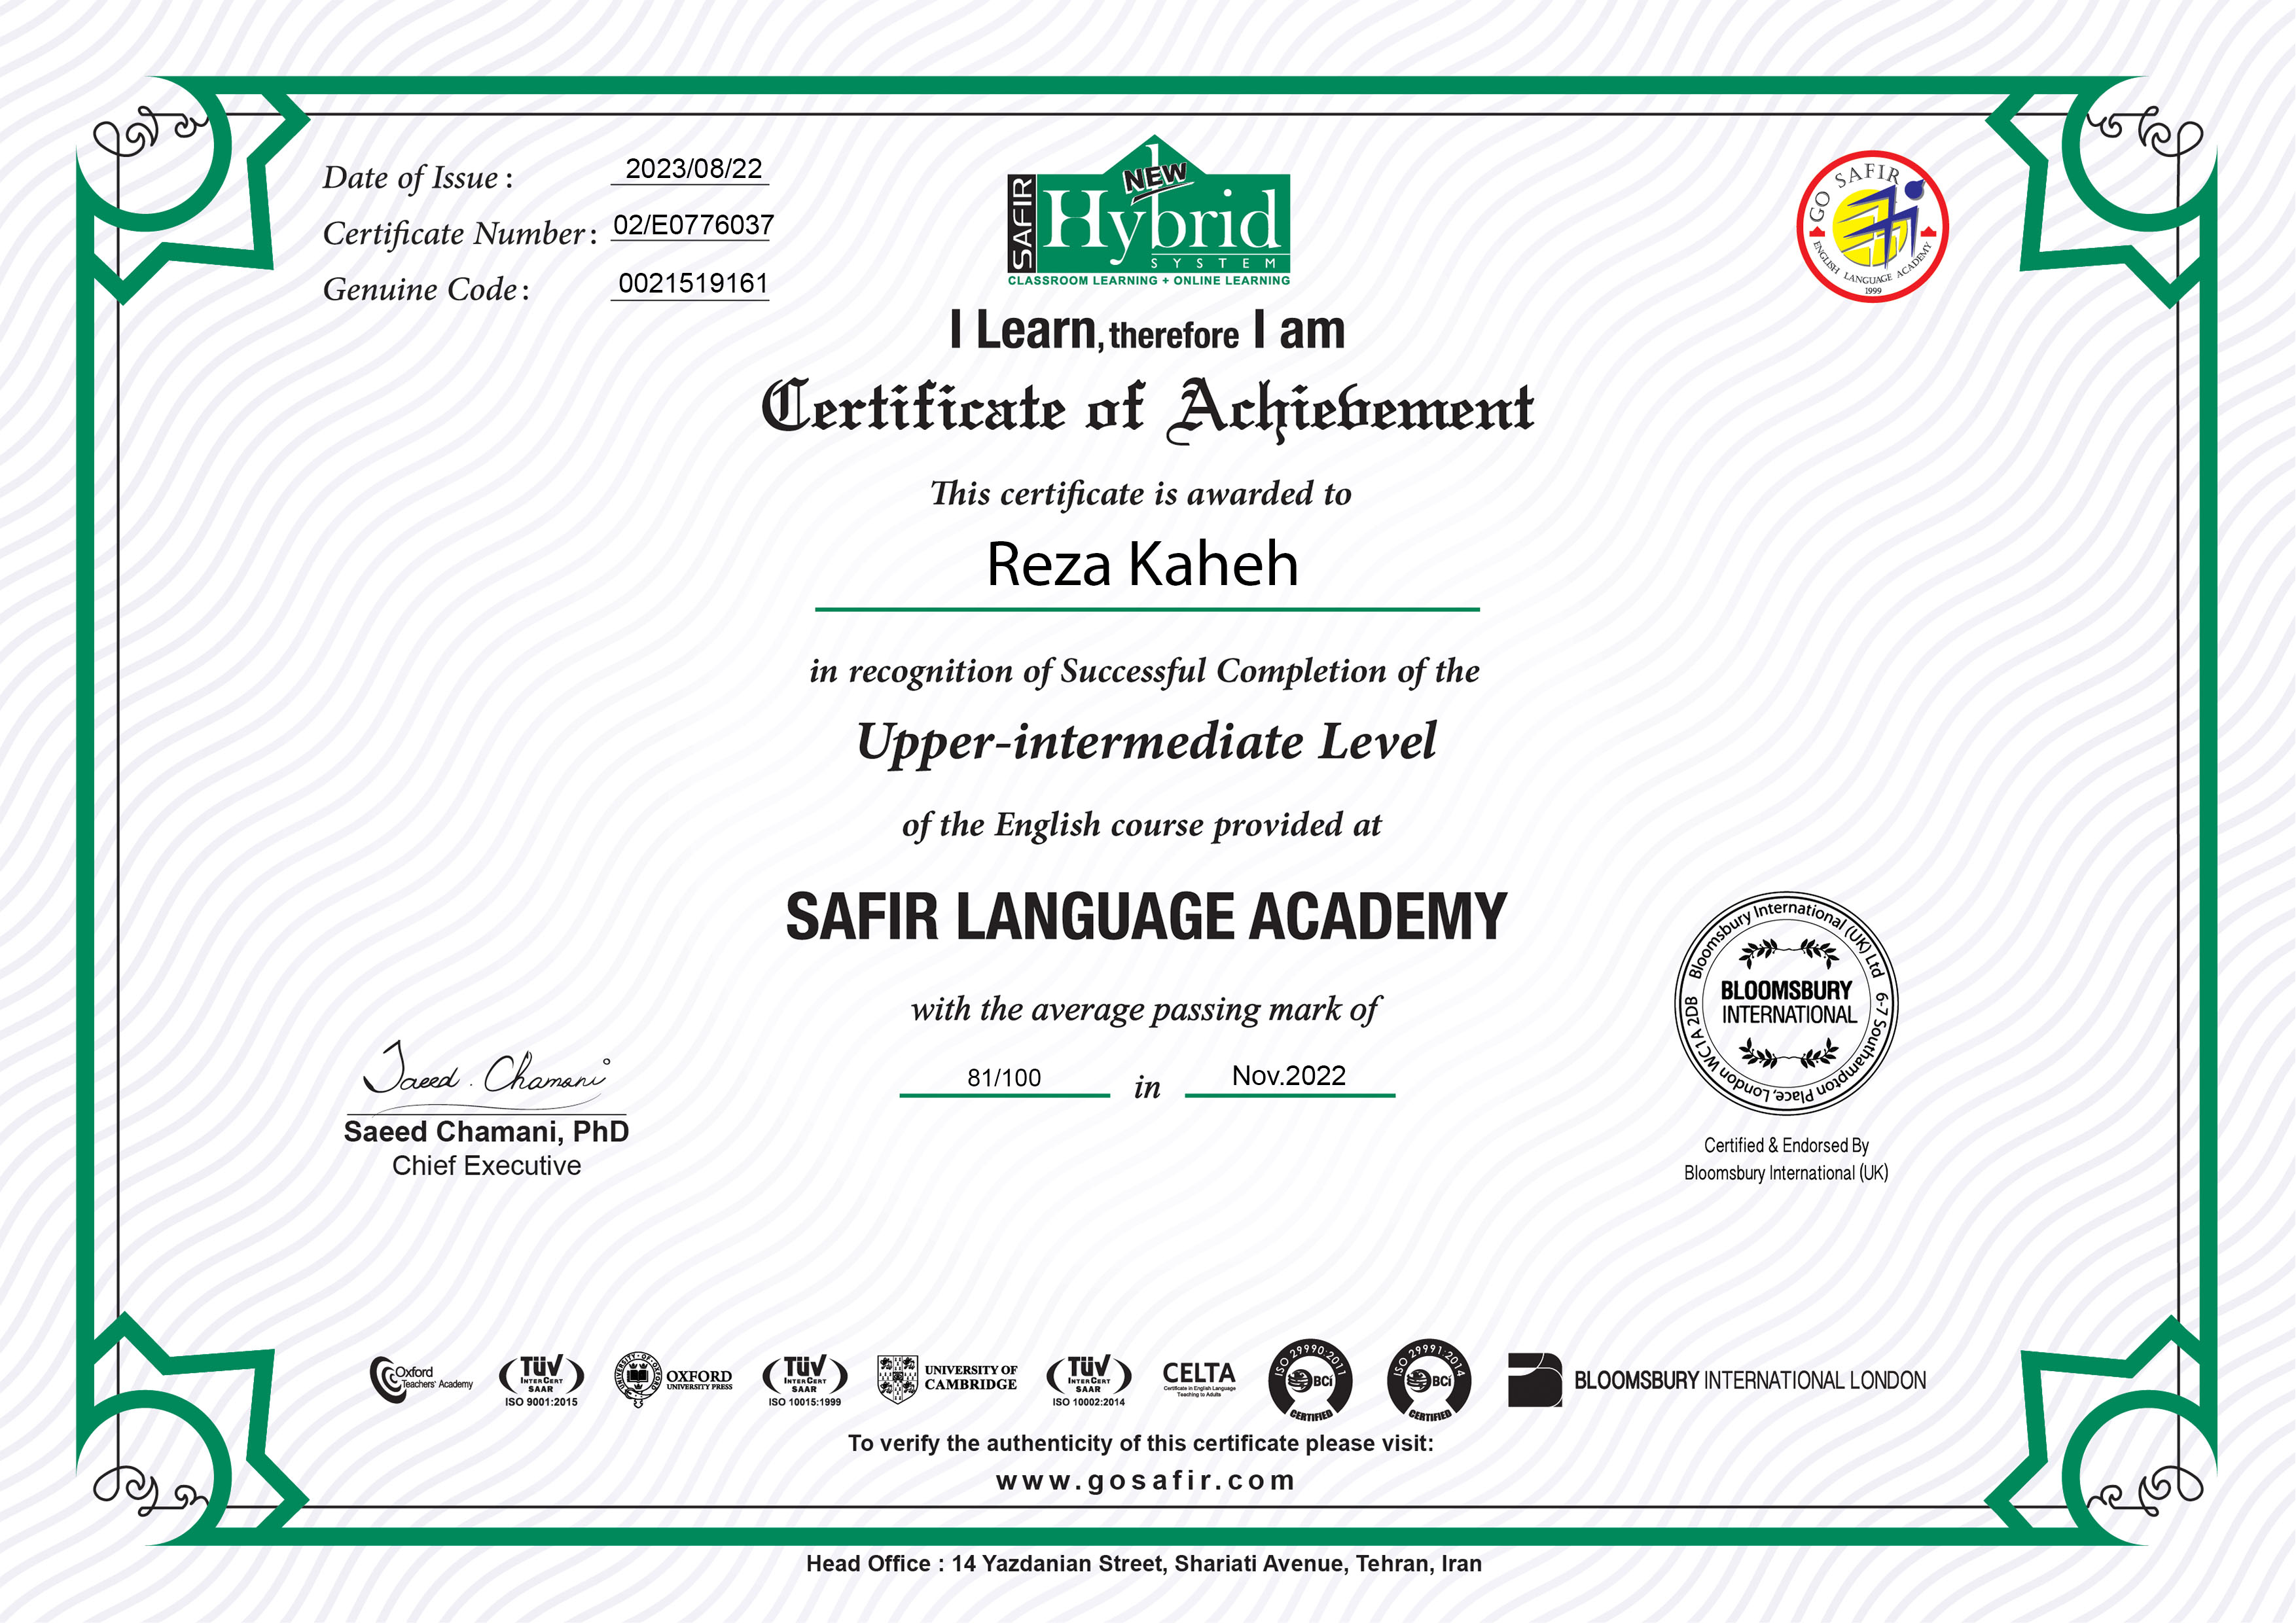 Date of Issue : 2023/08/22
Certificate Number : 02/E0776037
Genuine Code : 0021519161
SAFIR
NEW
Hybrid
SYSTEM
CLASSROOM LEARNING + ONLINE LEARNING
GO SAFIR
ENGLISH LANGUAGE ACADEMY
1999
I Learn, therefore I am
Certificate of Achievement
This certificate is awarded to
Reza Kaheh
in recognition of Successful Completion of the
Upper-intermediate Level
of the English course provided at
SAFIR LANGUAGE ACADEMY
with the average passing mark of
81/100 in Nov.2022
Saeed . Chamani
Saeed Chamani, PhD
Chief Executive
Bloomsbury International (UK) Ltd
6-7 Southampton Place, London WC1A 2DB
BLOOMSBURY
INTERNATIONAL
Certified & Endorsed By
Bloomsbury International (UK)
Oxford
Teachers' Academy
TÜV
INTERCERT
SAAR
ISO 9001:2015
UNIVERSITY OF OXFORD
OXFORD
UNIVERSITY PRESS
TÜV
INTERCERT
SAAR
ISO 10015:1999
UNIVERSITY OF
CAMBRIDGE
TÜV
INTERCERT
SAAR
ISO 10002:2014
CELTA
Certificate in English Language
Teaching to Adults
ISO 29990:2011
BCi
CERTIFIED
ISO 29991:2014
BCi
CERTIFIED
BLOOMSBURY INTERNATIONAL LONDON
To verify the authenticity of this certificate please visit:
www.gosafir.com
Head Office : 14 Yazdanian Street, Shariati Avenue, Tehran, Iran